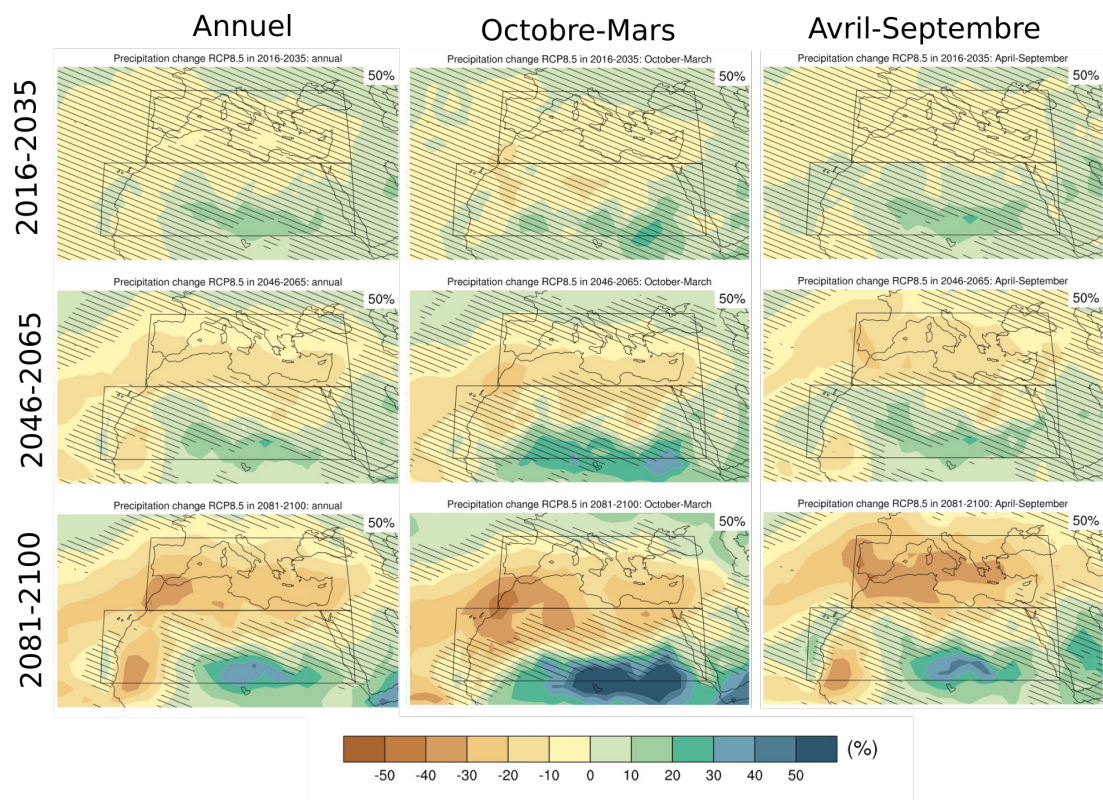 Annuel
Octobre-Mars
Avril-Septembre
2016-2035
Precipitation change RCP8.5 in 2016-2035: annual
50%
Precipitation change RCP8.5 in 2016-2035: October-March
50%
Precipitation change RCP8.5 in 2016-2035: April-September
50%
2046-2065
Precipitation change RCP8.5 in 2046-2065: annual
50%
Precipitation change RCP8.5 in 2046-2065: October-March
50%
Precipitation change RCP8.5 in 2046-2065: April-September
50%
2081-2100
Precipitation change RCP8.5 in 2081-2100: annual
50%
Precipitation change RCP8.5 in 2081-2100: October-March
50%
Precipitation change RCP8.5 in 2081-2100: April-September
50%
(%)
-50 -40 -30 -20 -10 0 10 20 30 40 50